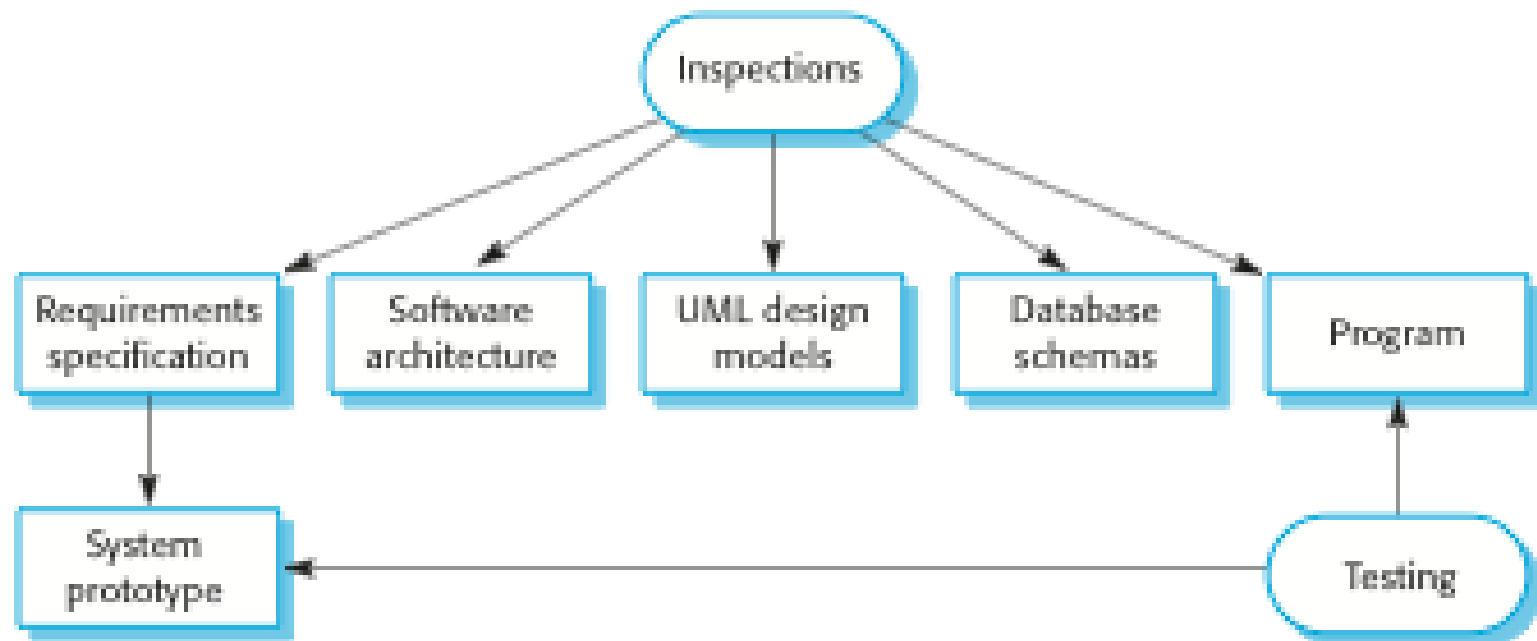 Inspections
Requirements
specification
Software
architecture
UML design
models
Database
schemas
Program
System
prototype
Testing